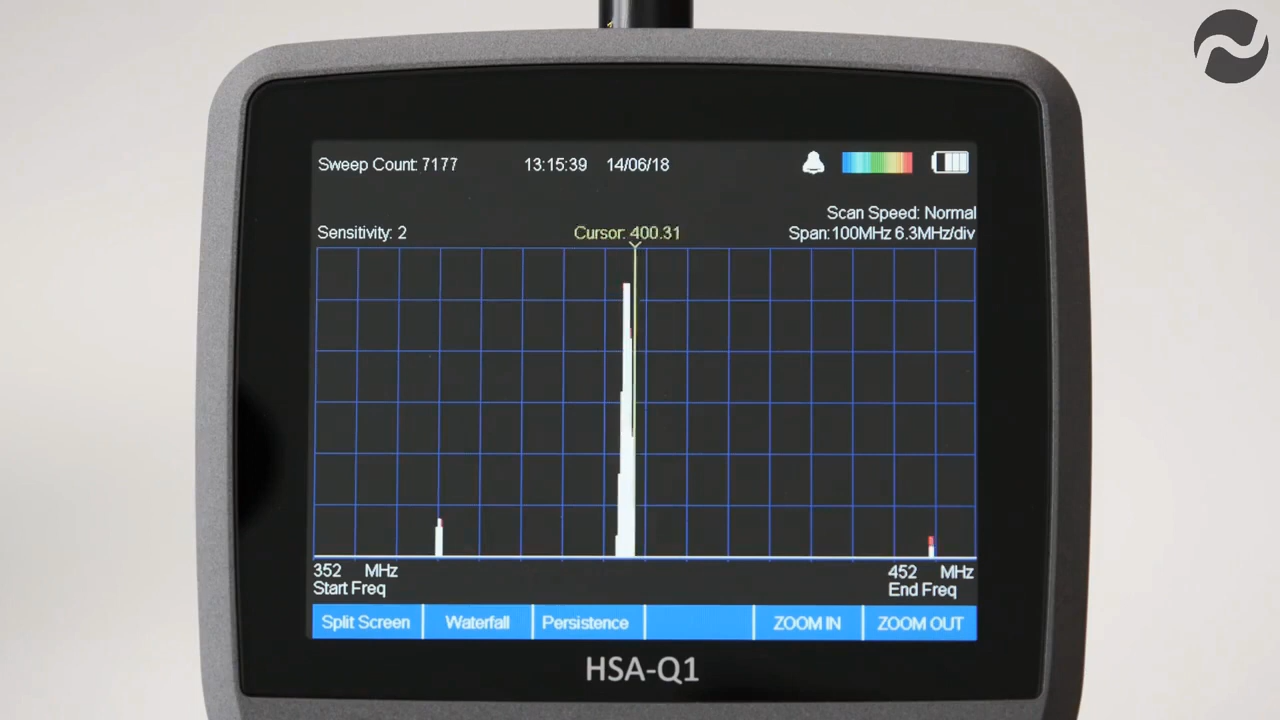 Sweep Count: 7177 13:15:39 14/06/18
Scan Speed: Normal
Sensitivity: 2 Cursor: 400.31 Span:100MHz 6.3MHz/div
352 MHz 452 MHz
Start Freq End Freq
Split Screen Waterfall Persistence ZOOM IN ZOOM OUT
HSA-Q1